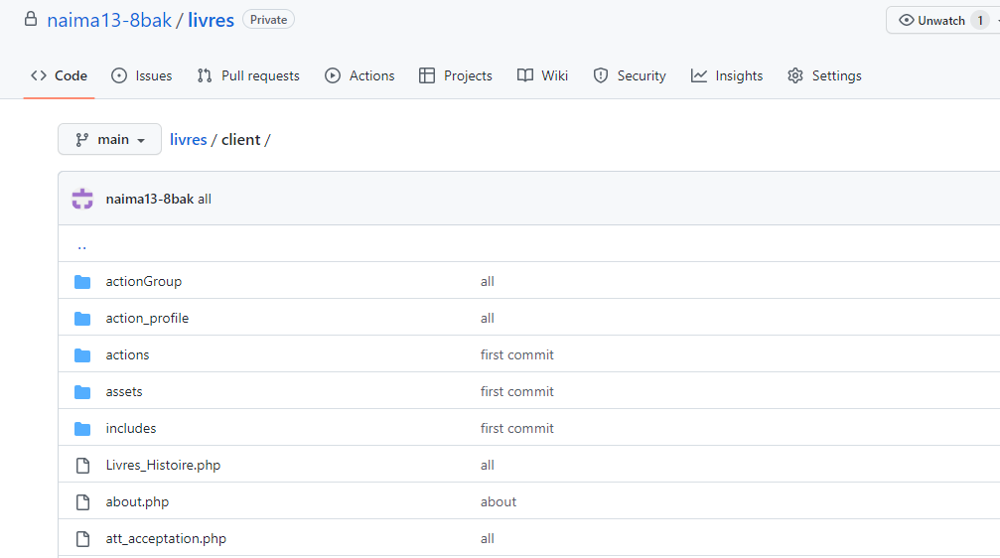 naima13-8bak / livres Private Unwatch 1
Code Issues Pull requests Actions Projects Wiki Security Insights Settings
main livres / client /
naima13-8bak all
..
actionGroup all
action_profile all
actions first commit
assets first commit
includes first commit
Livres_Histoire.php all
about.php about
att_acceptation.php all